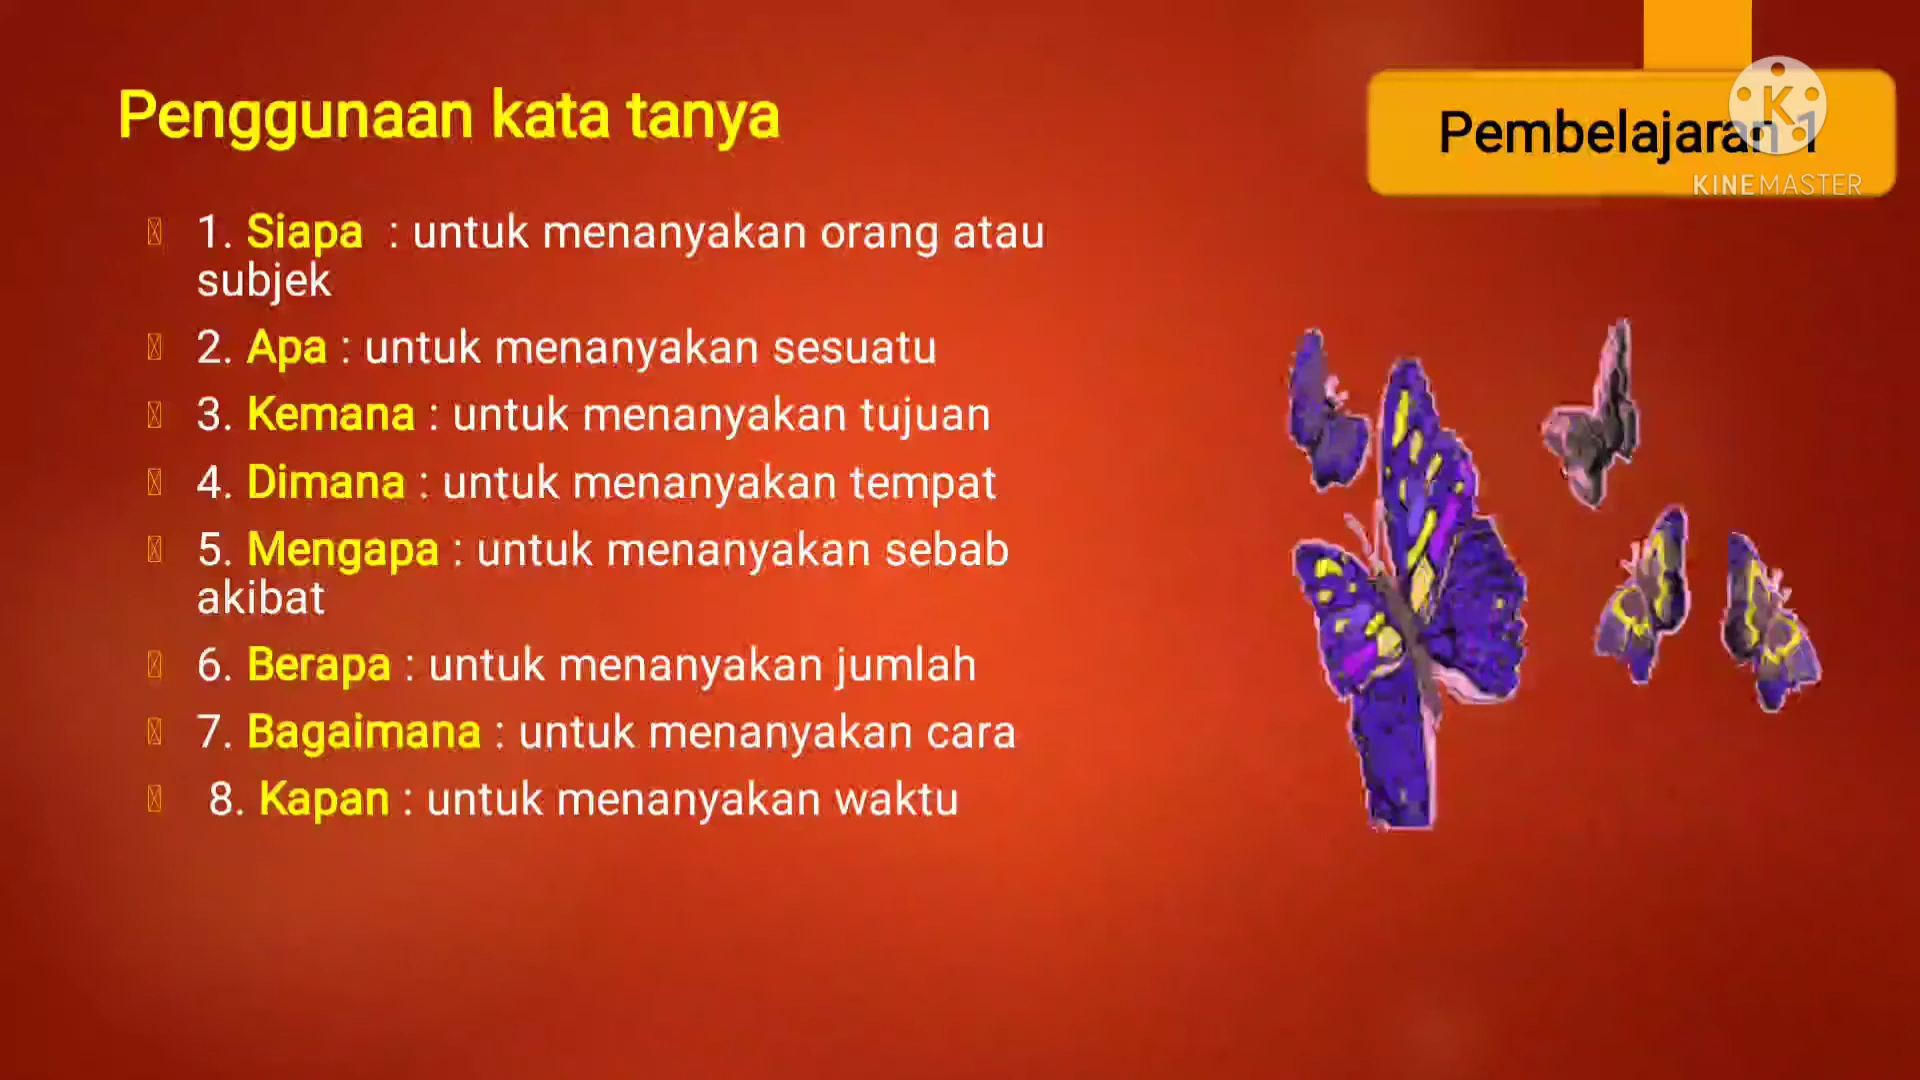 Penggunaan kata tanya
Pembelajaran 1
K
KINEMASTER
1. Siapa : untuk menanyakan orang atau
subjek
2. Apa : untuk menanyakan sesuatu
3. Kemana : untuk menanyakan tujuan
4. Dimana : untuk menanyakan tempat
5. Mengapa : untuk menanyakan sebab
akibat
6. Berapa : untuk menanyakan jumlah
7. Bagaimana : untuk menanyakan cara
8. Kapan : untuk menanyakan waktu